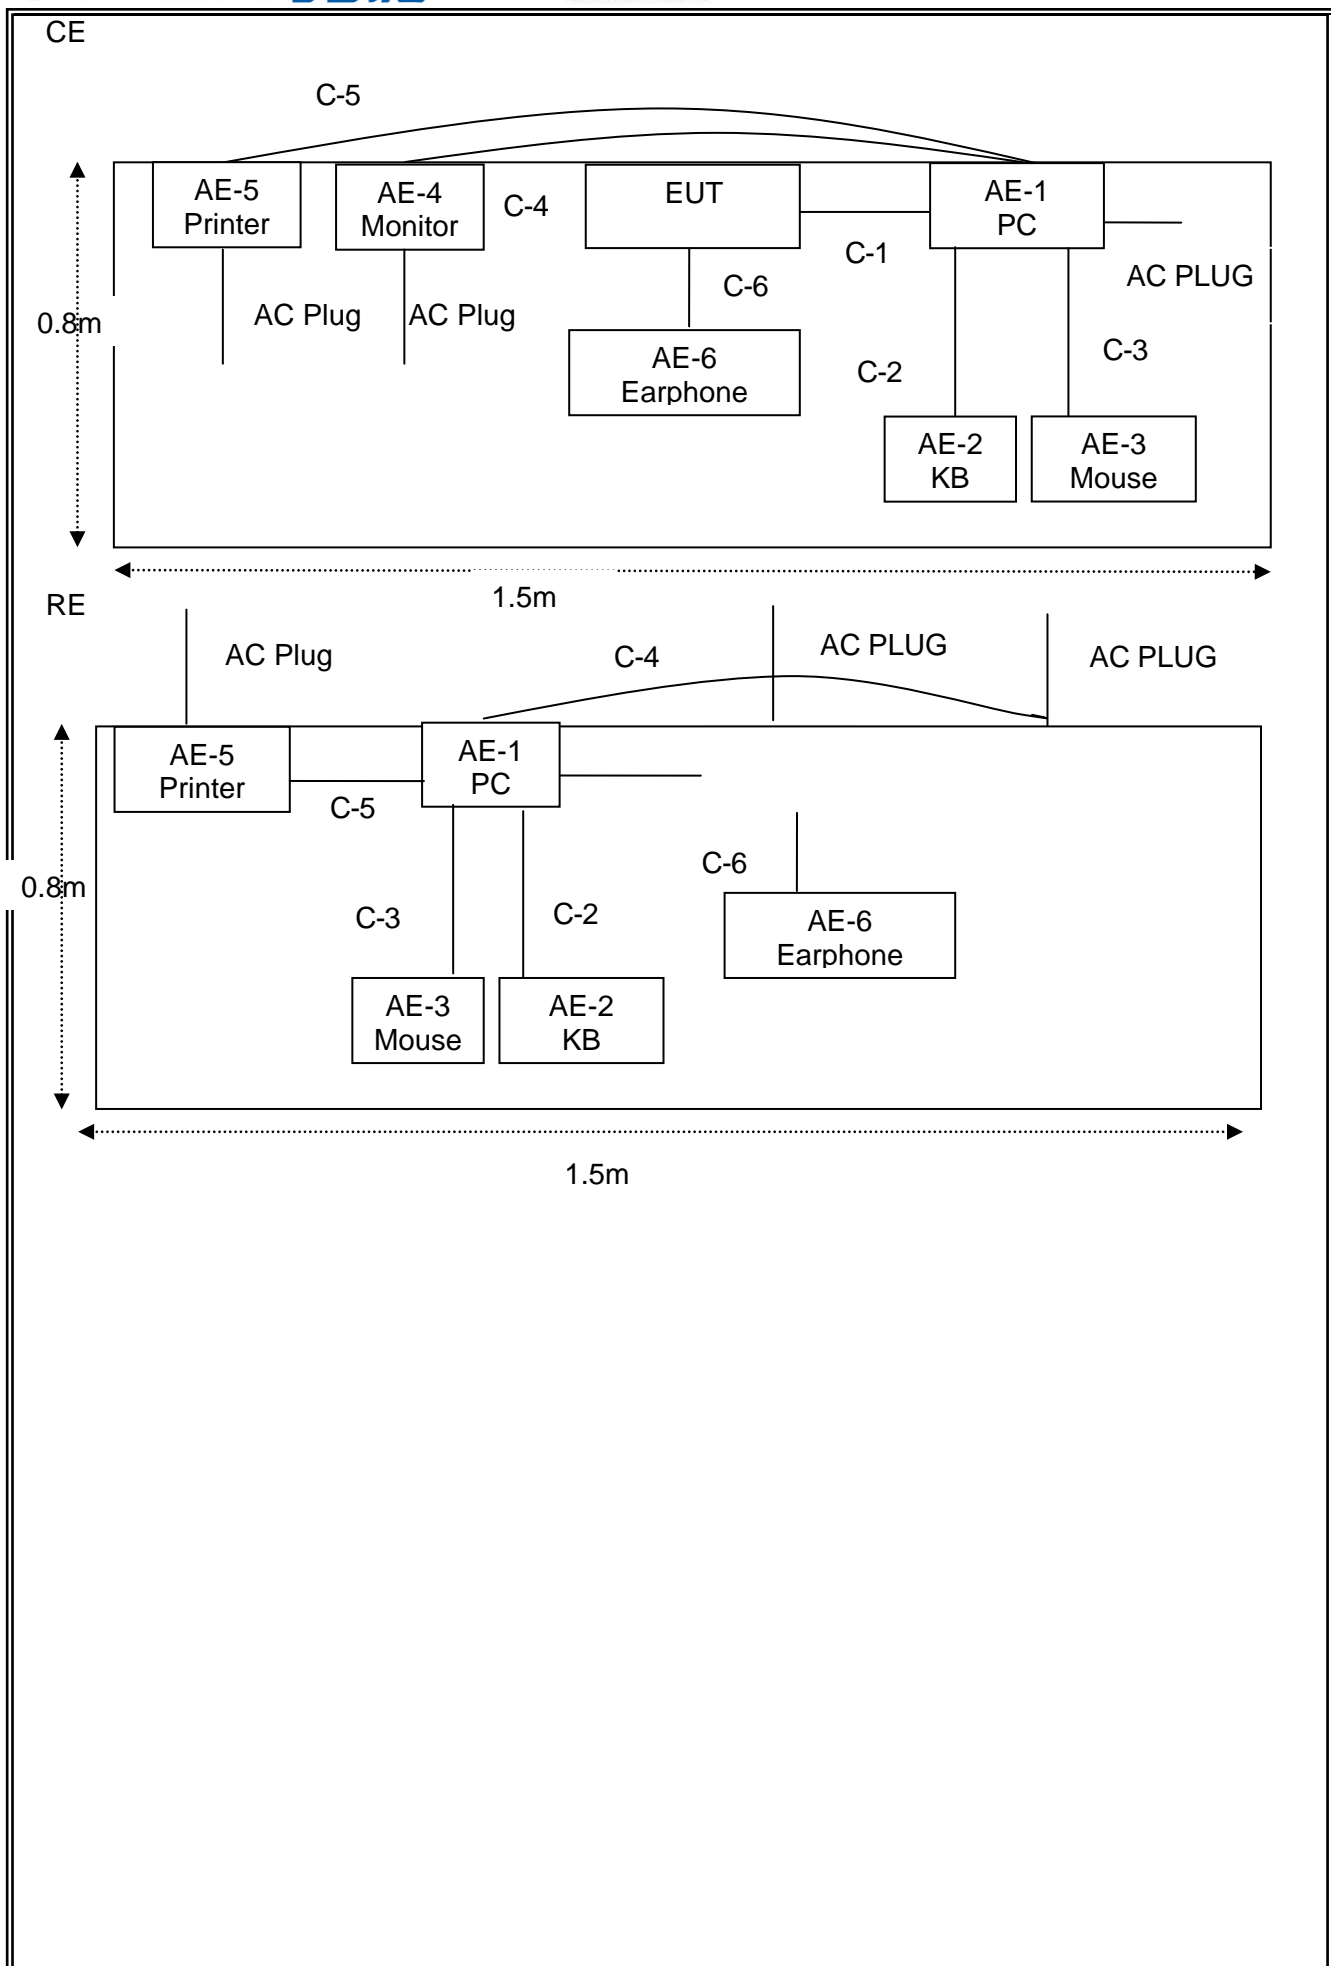 CE
C-5
AE-5
Printer
AE-4
Monitor
C-4
EUT
AE-1
PC
C-1
AC PLUG
C-6
AC Plug
AC Plug
0.8m
AE-6
Earphone
C-2
C-3
AE-2
KB
AE-3
Mouse
1.5m
RE
AC Plug
C-4
AC PLUG
AC PLUG
AE-5
Printer
AE-1
PC
C-5
C-6
0.8m
C-3
C-2
AE-6
Earphone
AE-3
Mouse
AE-2
KB
1.5m